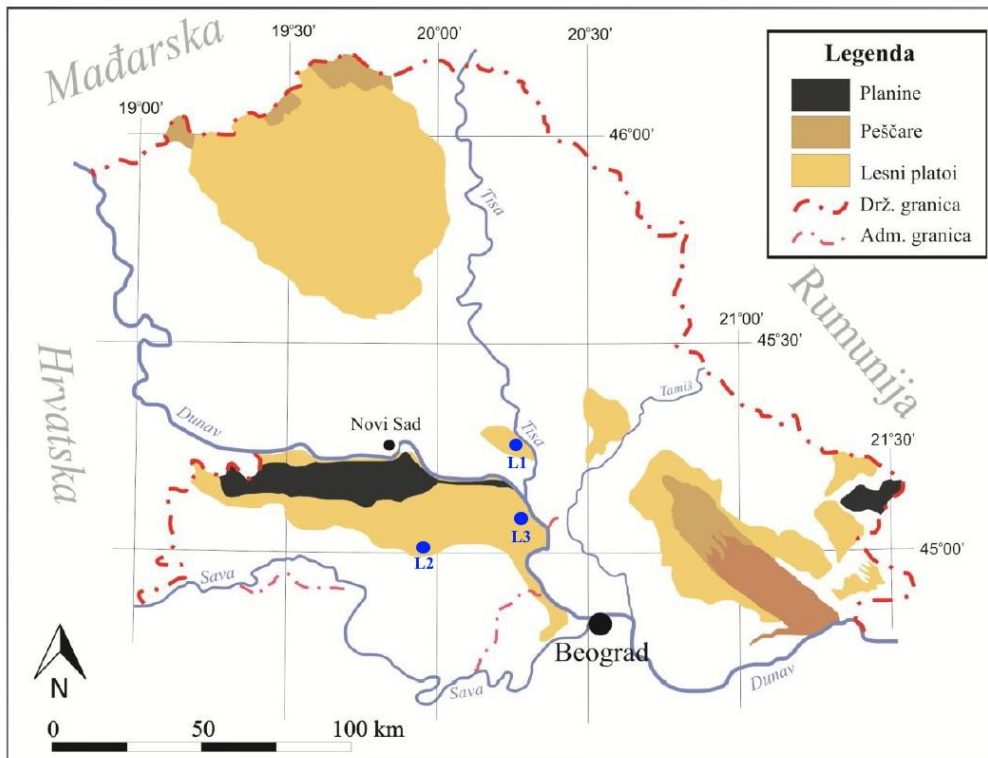 Mađarska
19°00'
19°30'
20°00'
20°30'
Legenda
Planine
Peščare
Lesni platoi
Drž. granica
Adm. granica
46°00'
Tisa
Rumunija
21°00'
45°30'
Hrvatska
Tamiš
Dunav
Novi Sad
Tisa
L1
21°30'
L3
L2
45°00'
Sava
Beograd
Sava
Dunav
N
0 50 100 km